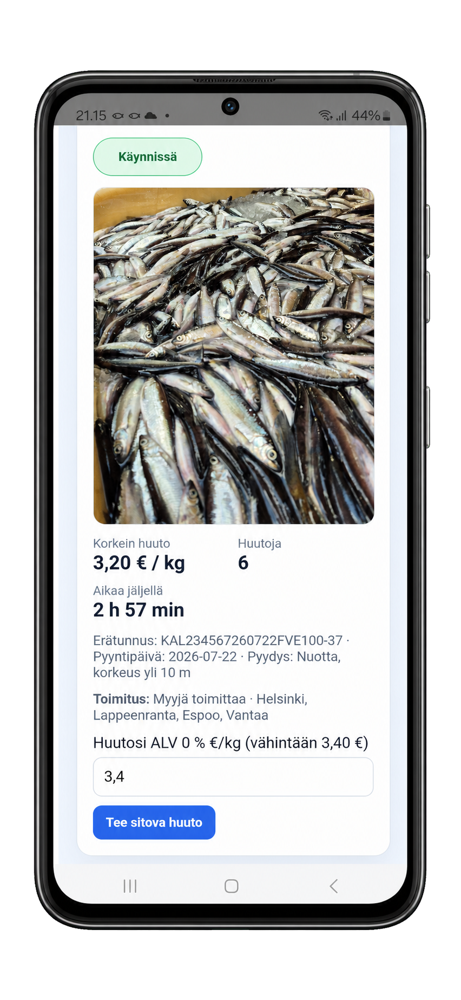 21.15
44%
Käynnissä
Korkein huuto
Huutoja
3,20 € / kg
6
Aikaa jäljellä
2 h 57 min
Erätunnus: KAL234567260722FVE100-37 ·
Pyyntipäivä: 2026-07-22 · Pyydys: Nuotta,
korkeus yli 10 m
Toimitus: Myyjä toimittaa · Helsinki,
Lappeenranta, Espoo, Vantaa
Huutosi ALV 0 % €/kg (vähintään 3,40 €)
3,4
Tee sitova huuto